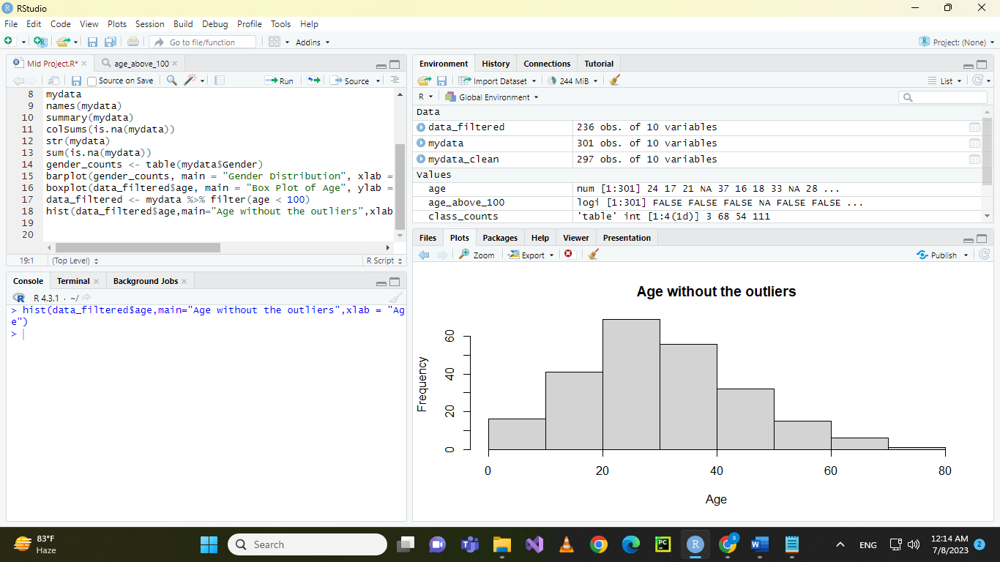 RStudio
File Edit Code View Plots Session Build Debug Profile Tools Help
Go to file/function Addins Project: (None)
MId Project.R* age_above_100
Source on Save Run Source
8 mydata
9 names(mydata)
10 summary(mydata)
11 colSums(is.na(mydata))
12 str(mydata)
13 sum(is.na(mydata))
14 gender_counts <- table(mydata$Gender)
15 barplot(gender_counts, main = "Gender Distribution", xlab =
16 boxplot(data_filtered$age, main = "Box Plot of Age", ylab =
17 data_filtered <- mydata %>% filter(age < 100)
18 hist(data_filtered$age,main="Age without the outliers",xlab
19
20
19:1 (Top Level) R Script
Console Terminal Background Jobs
R 4.3.1 · ~/
> hist(data_filtered$age,main="Age without the outliers",xlab = "Ag
e")
>
Environment History Connections Tutorial
Import Dataset 244 MiB List
R Global Environment
Data
data_filtered 236 obs. of 10 variables
mydata 301 obs. of 10 variables
mydata_clean 297 obs. of 10 variables
Values
age num [1:301] 24 17 21 NA 37 16 18 33 NA 28 ...
age_above_100 logi [1:301] FALSE FALSE FALSE NA FALSE FALSE ...
class_counts 'table' int [1:4(1d)] 3 68 54 111
Files Plots Packages Help Viewer Presentation
Zoom Export Publish
Age without the outliers
Frequency
60
40
20
0
0 20 40 60 80
Age
83°F
Haze
Search
PC
S
ENG
12:14 AM
7/8/2023
2